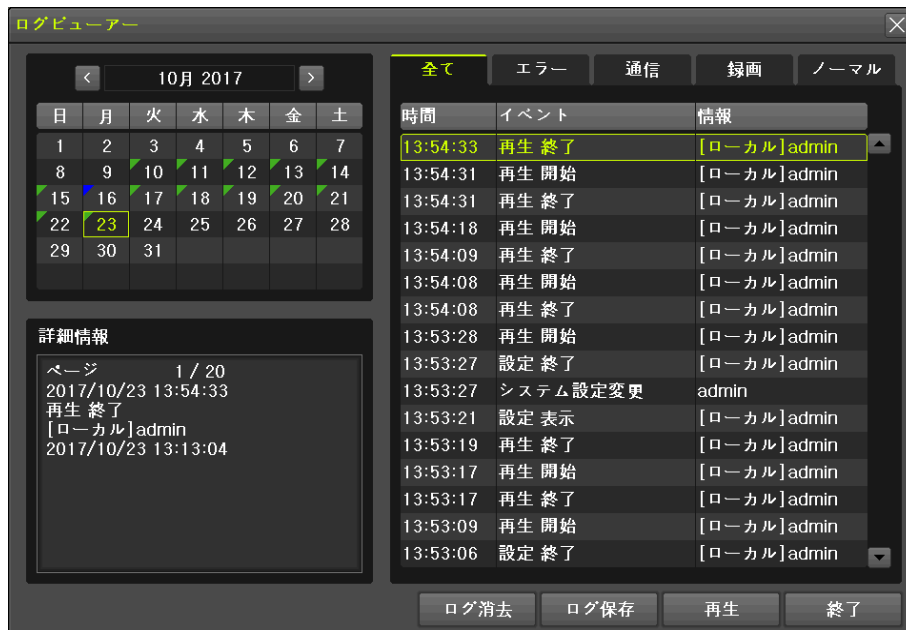 ログビューアー
10月 2017
日 月 火 水 木 金 土
1 2 3 4 5 6 7
8 9 10 11 12 13 14
15 16 17 18 19 20 21
22 23 24 25 26 27 28
29 30 31
詳細情報
ページ 1 / 20
2017/10/23 13:54:33
再生 終了
[ローカル]admin
2017/10/23 13:13:04
全て エラー 通信 録画 ノーマル
時間 イベント 情報
13:54:33 再生 終了 [ローカル]admin
13:54:31 再生 開始 [ローカル]admin
13:54:31 再生 終了 [ローカル]admin
13:54:18 再生 開始 [ローカル]admin
13:54:09 再生 終了 [ローカル]admin
13:54:08 再生 開始 [ローカル]admin
13:54:08 再生 終了 [ローカル]admin
13:53:28 再生 開始 [ローカル]admin
13:53:27 設定 終了 [ローカル]admin
13:53:27 システム設定変更 admin
13:53:21 設定 表示 [ローカル]admin
13:53:19 再生 終了 [ローカル]admin
13:53:17 再生 開始 [ローカル]admin
13:53:17 再生 終了 [ローカル]admin
13:53:09 再生 開始 [ローカル]admin
13:53:06 設定 終了 [ローカル]admin
ログ消去 ログ保存 再生 終了